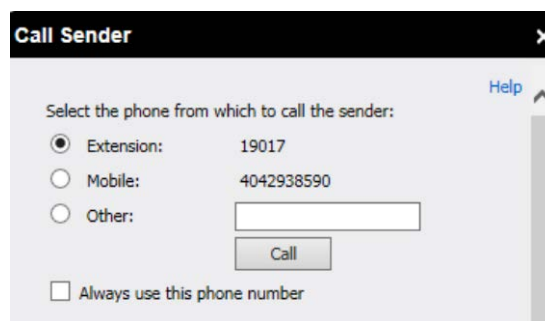 Call Sender
Help
Select the phone from which to call the sender:
Extension: 19017
Mobile: 4042938590
Other:
Call
Always use this phone number